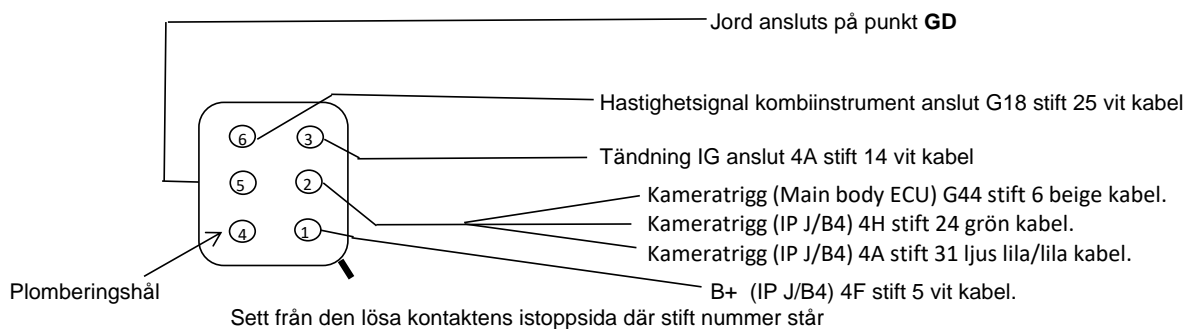 Jord ansluts på punkt GD
Hastighetsignal kombiinstrument anslut G18 stift 25 vit kabel
6
3
Tändning IG anslut 4A stift 14 vit kabel
5
2
Kameratrigg (Main body ECU) G44 stift 6 beige kabel.
Kameratrigg (IP J/B4) 4H stift 24 grön kabel.
4
1
Kameratrigg (IP J/B4) 4A stift 31 ljus lila/lila kabel.
Plomberingshål
B+ (IP J/B4) 4F stift 5 vit kabel.
Sett från den lösa kontaktens istoppsida där stift nummer står